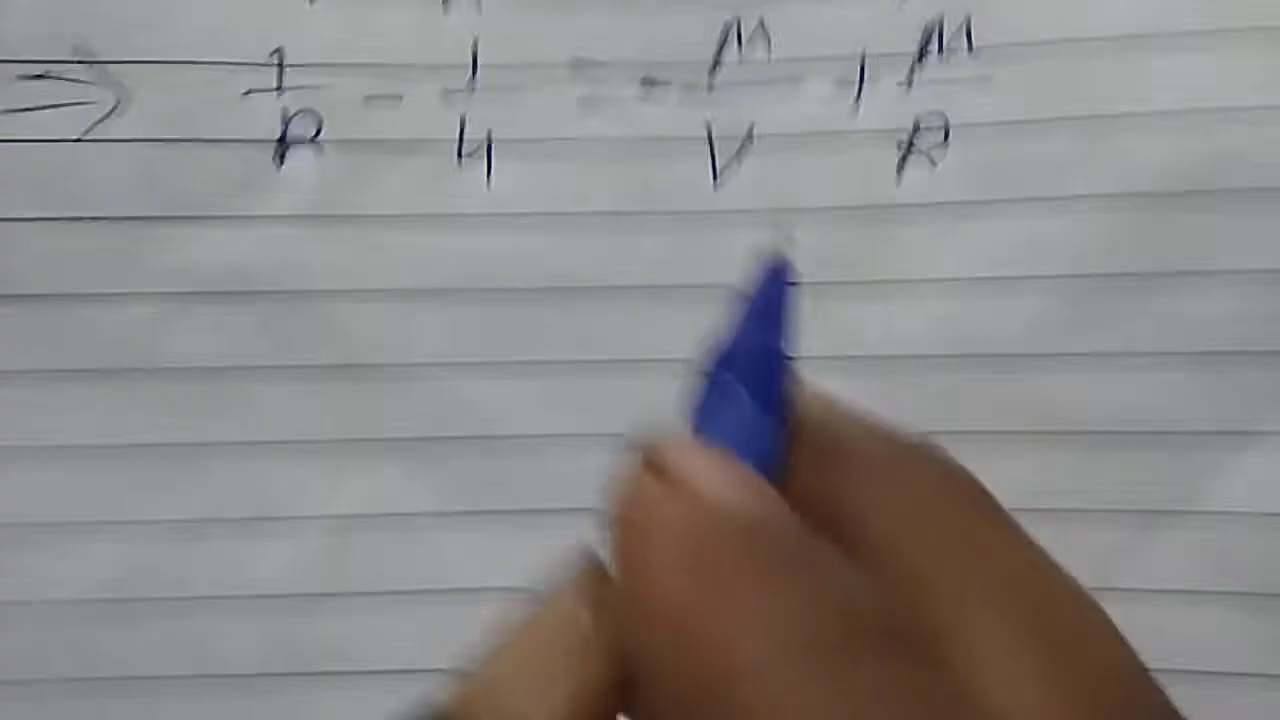 ⇒ 1/R - 1/u = - μ/V + μ/R